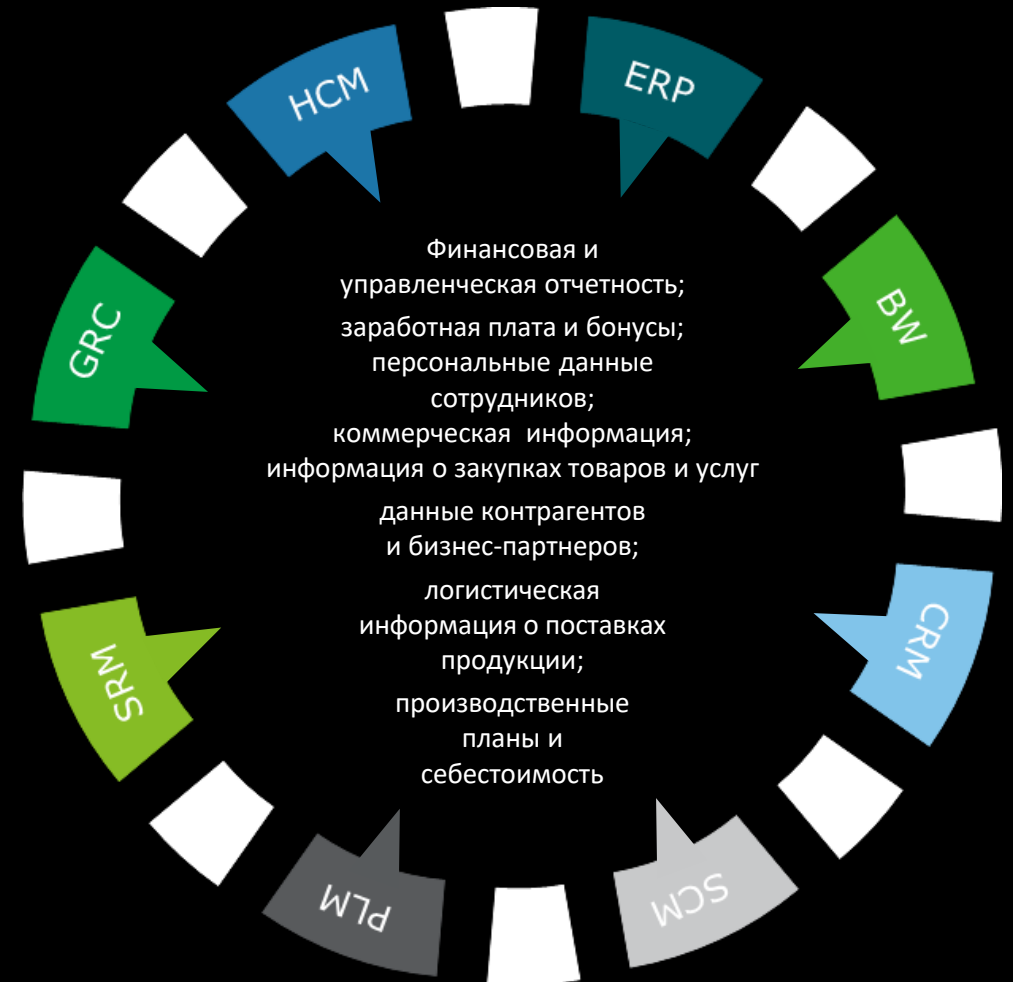 HCM
ERP
GRC
BW
Финансовая и
управленческая отчетность;
заработная плата и бонусы;
персональные данные
сотрудников;
коммерческая  информация;
информация о закупках товаров и услуг
данные контрагентов
и бизнес-партнеров;
логистическая
информация о поставках
продукции;
производственные
планы и
себестоимость
CRM
SRM
PLM
SCM